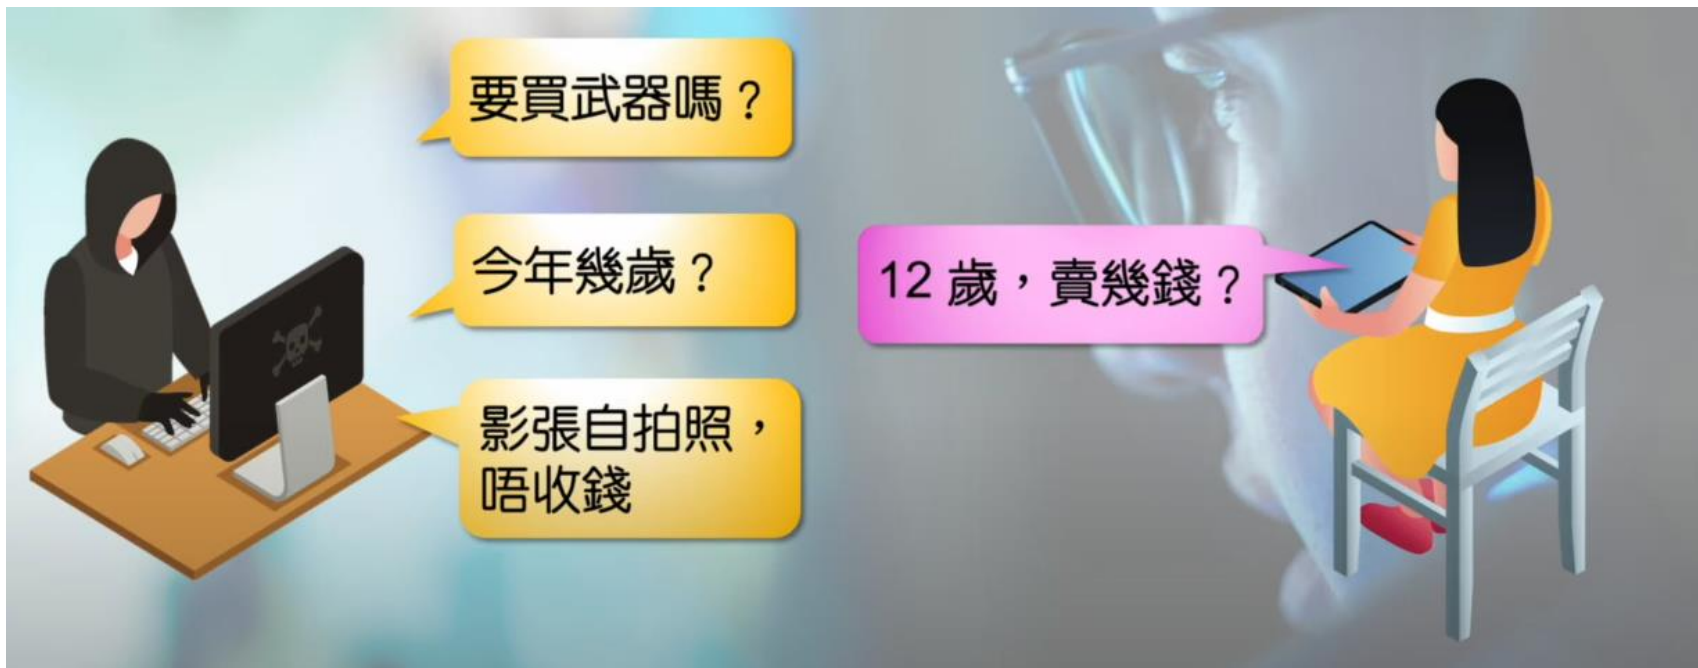 要買武器嗎？
今年幾歲？
12 歲，賣幾錢？
影張自拍照，
唔收錢